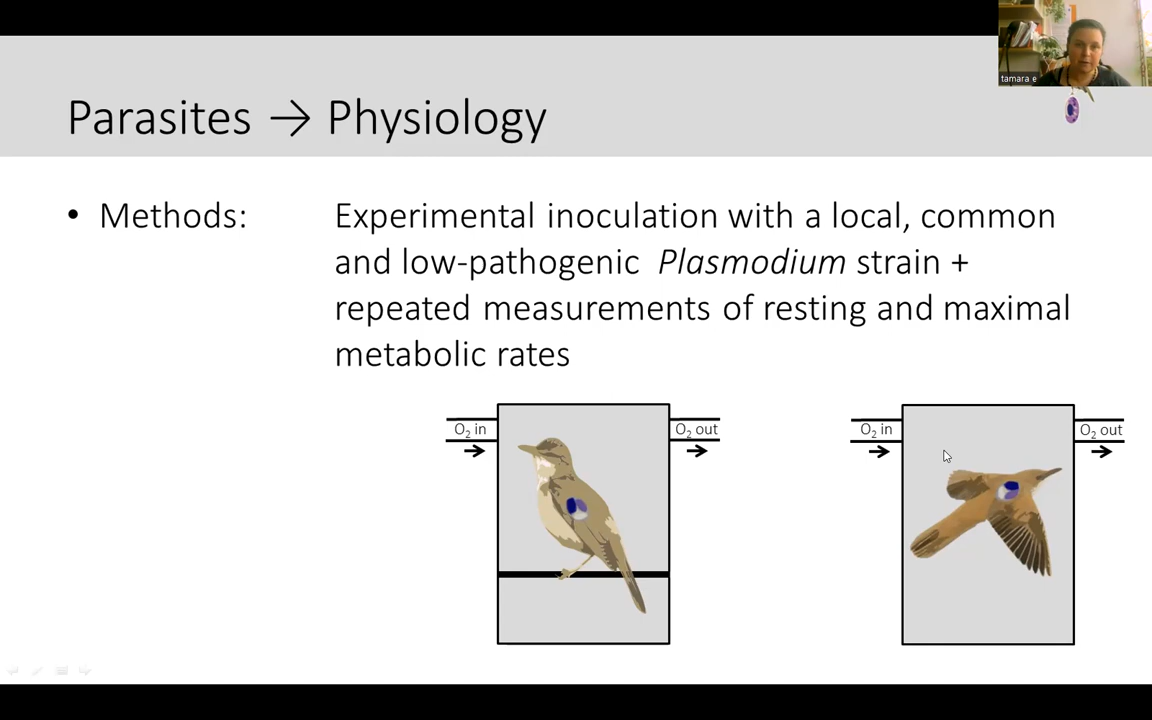 tamara e
Parasites → Physiology
• Methods: Experimental inoculation with a local, common
and low-pathogenic Plasmodium strain +
repeated measurements of resting and maximal
metabolic rates
O2 in
O2 out
O2 in
O2 out